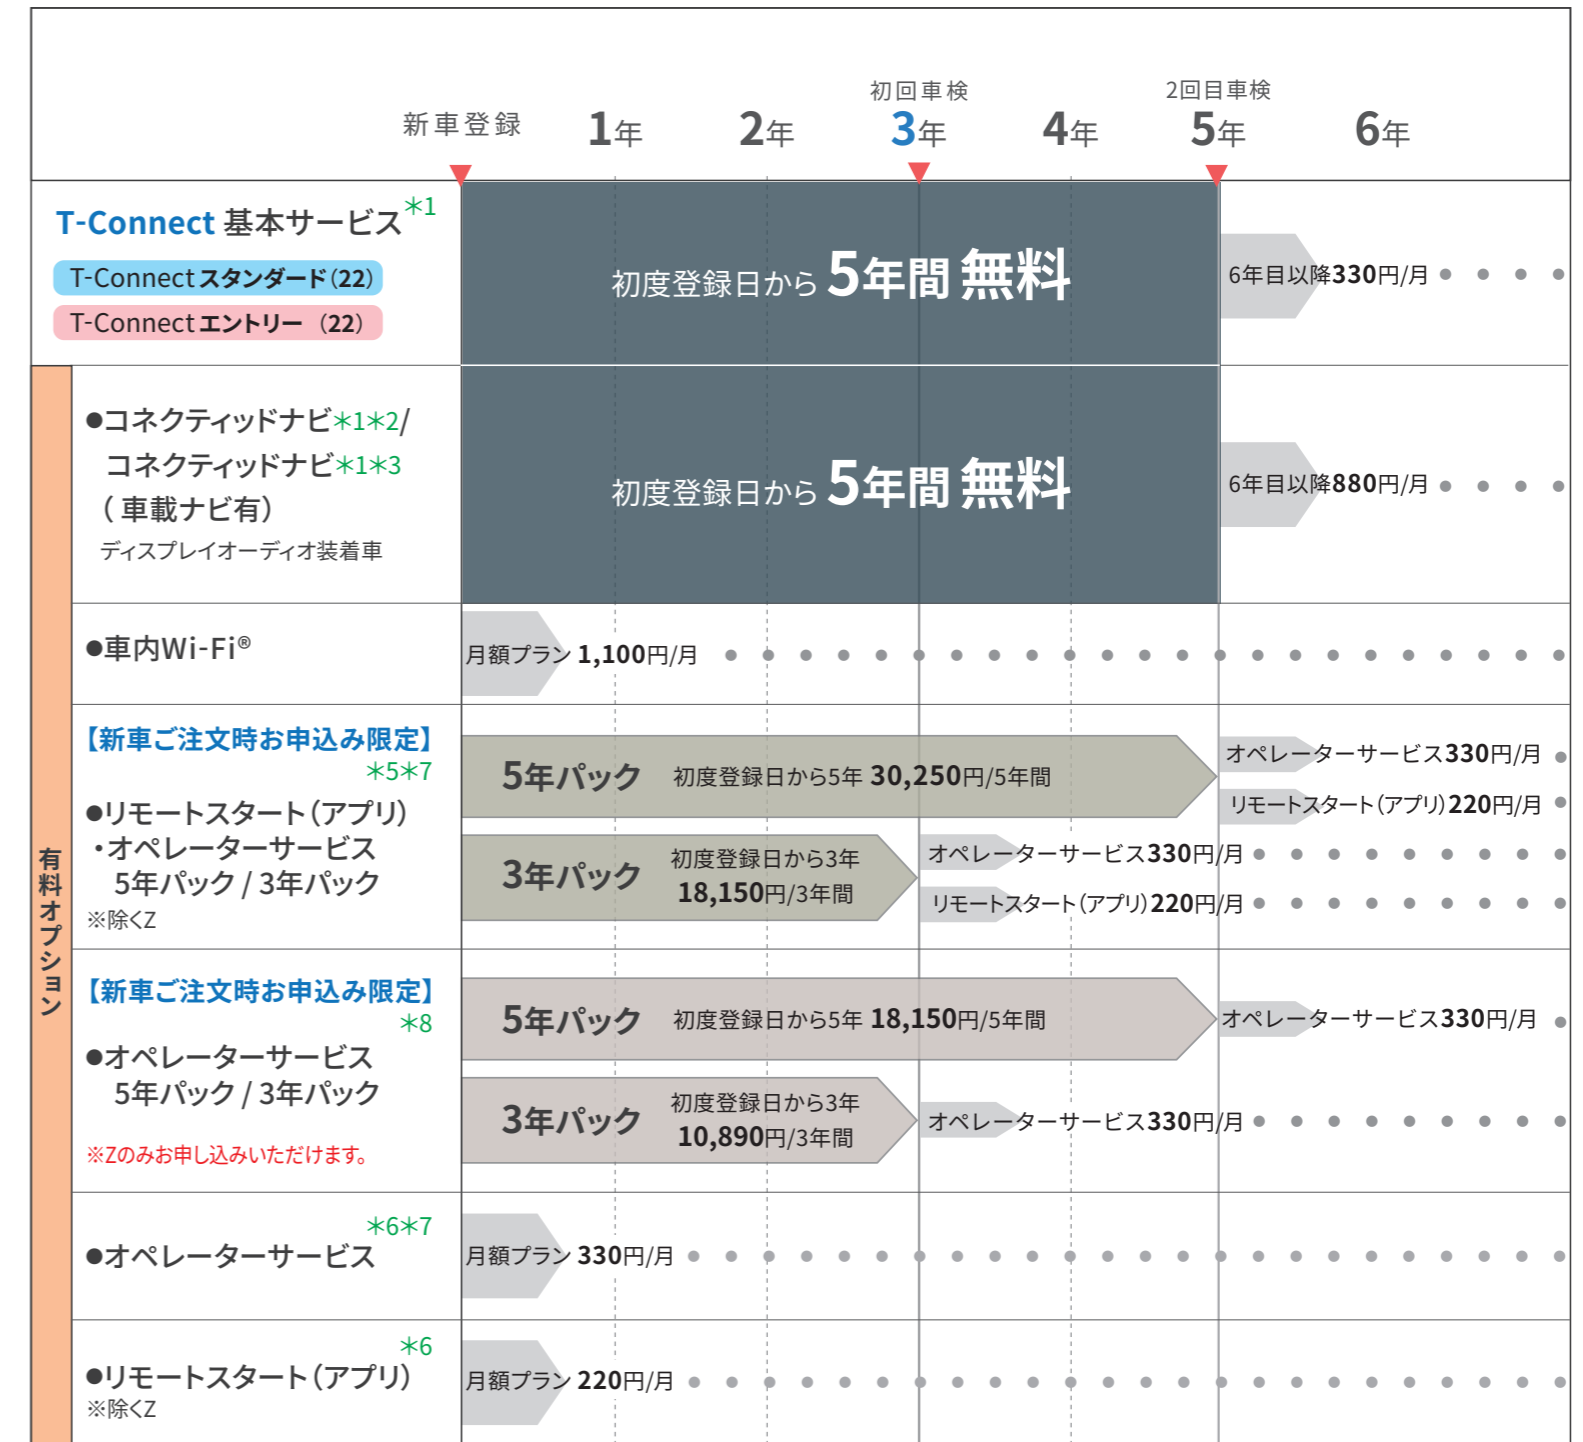 初回車検
2回目車検
新車登録
1年
2年
3年
4年
5年
6年
T-Connect 基本サービス＊1
T-Connectスタンダード（22）
T-Connectエントリー（22）
初度登録日から 5年間 無料
6年目以降330円/月
有料オプション
●コネクティッドナビ＊1＊2/
コネクティッドナビ＊1＊3
（車載ナビ有）
ディスプレイオーディオ装着車
初度登録日から 5年間 無料
6年目以降880円/月
●車内Wi-Fi®
月額プラン 1,100円/月
【新車ご注文時お申込み限定】
＊5＊7
●リモートスタート（アプリ）
・オペレーターサービス
5年パック / 3年パック
※除くZ
5年パック 初度登録日から5年 30,250円/5年間
オペレーターサービス330円/月
リモートスタート（アプリ）220円/月
3年パック
初度登録日から3年
18,150円/3年間
オペレーターサービス330円/月
リモートスタート（アプリ）220円/月
【新車ご注文時お申込み限定】
＊8
●オペレーターサービス
5年パック / 3年パック
※Zのみお申し込みいただけます。
5年パック 初度登録日から5年 18,150円/5年間
オペレーターサービス330円/月
3年パック
初度登録日から3年
10,890円/3年間
オペレーターサービス330円/月
＊6＊7
●オペレーターサービス
月額プラン 330円/月
＊6
●リモートスタート（アプリ）
※除くZ
月額プラン 220円/月